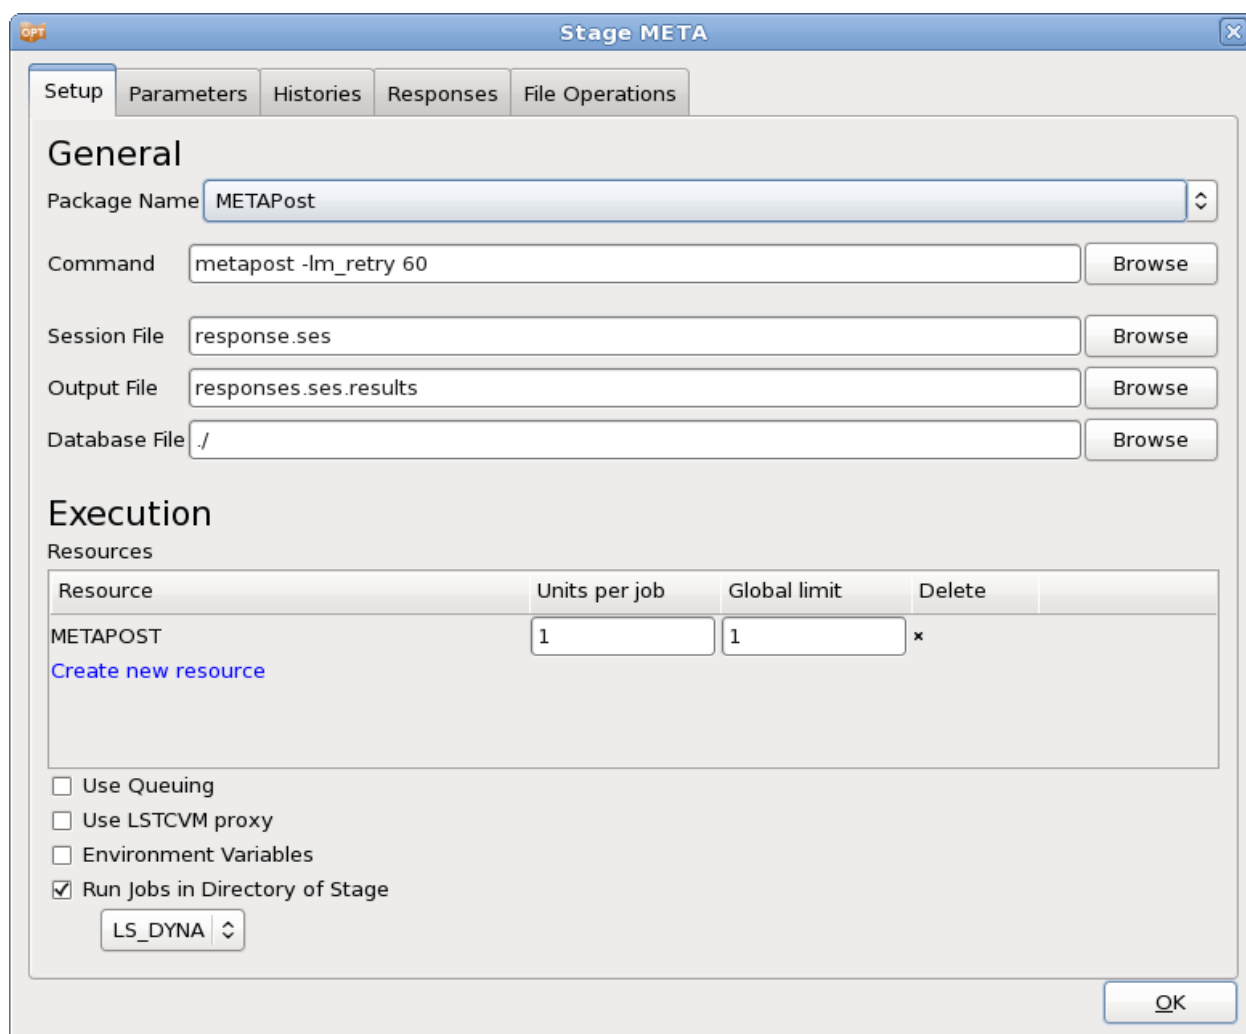 OPT Stage META
Setup Parameters Histories Responses File Operations
General
Package Name METAPost
Command metapost -lm_retry 60 Browse
Session File response.ses Browse
Output File responses.ses.results Browse
Database File ./ Browse
Execution
Resources
Resource Units per job Global limit Delete
METAPOST 1 1 ×
Create new resource
Use Queuing
Use LSTCVM proxy
Environment Variables
Run Jobs in Directory of Stage
LS_DYNA
OK